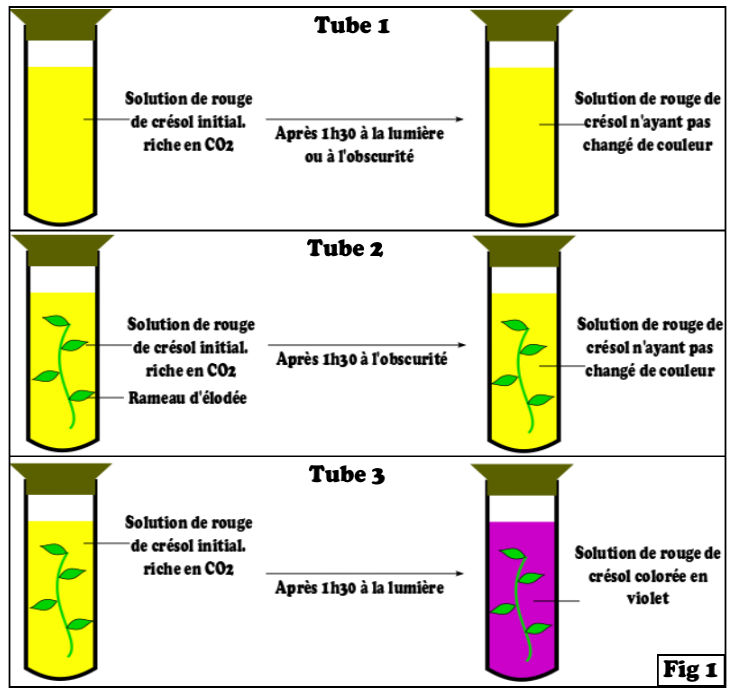 Tube 1
Solution de rouge
de crésol initial.
riche en CO2
Après 1h30 à la lumière
ou à l'obscurité
Solution de rouge de
crésol n'ayant pas
changé de couleur
Tube 2
Solution de rouge
de crésol initial.
riche en CO2
Rameau d'élodée
Après 1h30 à l'obscurité
Solution de rouge de
crésol n'ayant pas
changé de couleur
Tube 3
Solution de rouge
de crésol initial.
riche en CO2
Après 1h30 à la lumière
Solution de rouge de
crésol colorée en
violet
Fig 1